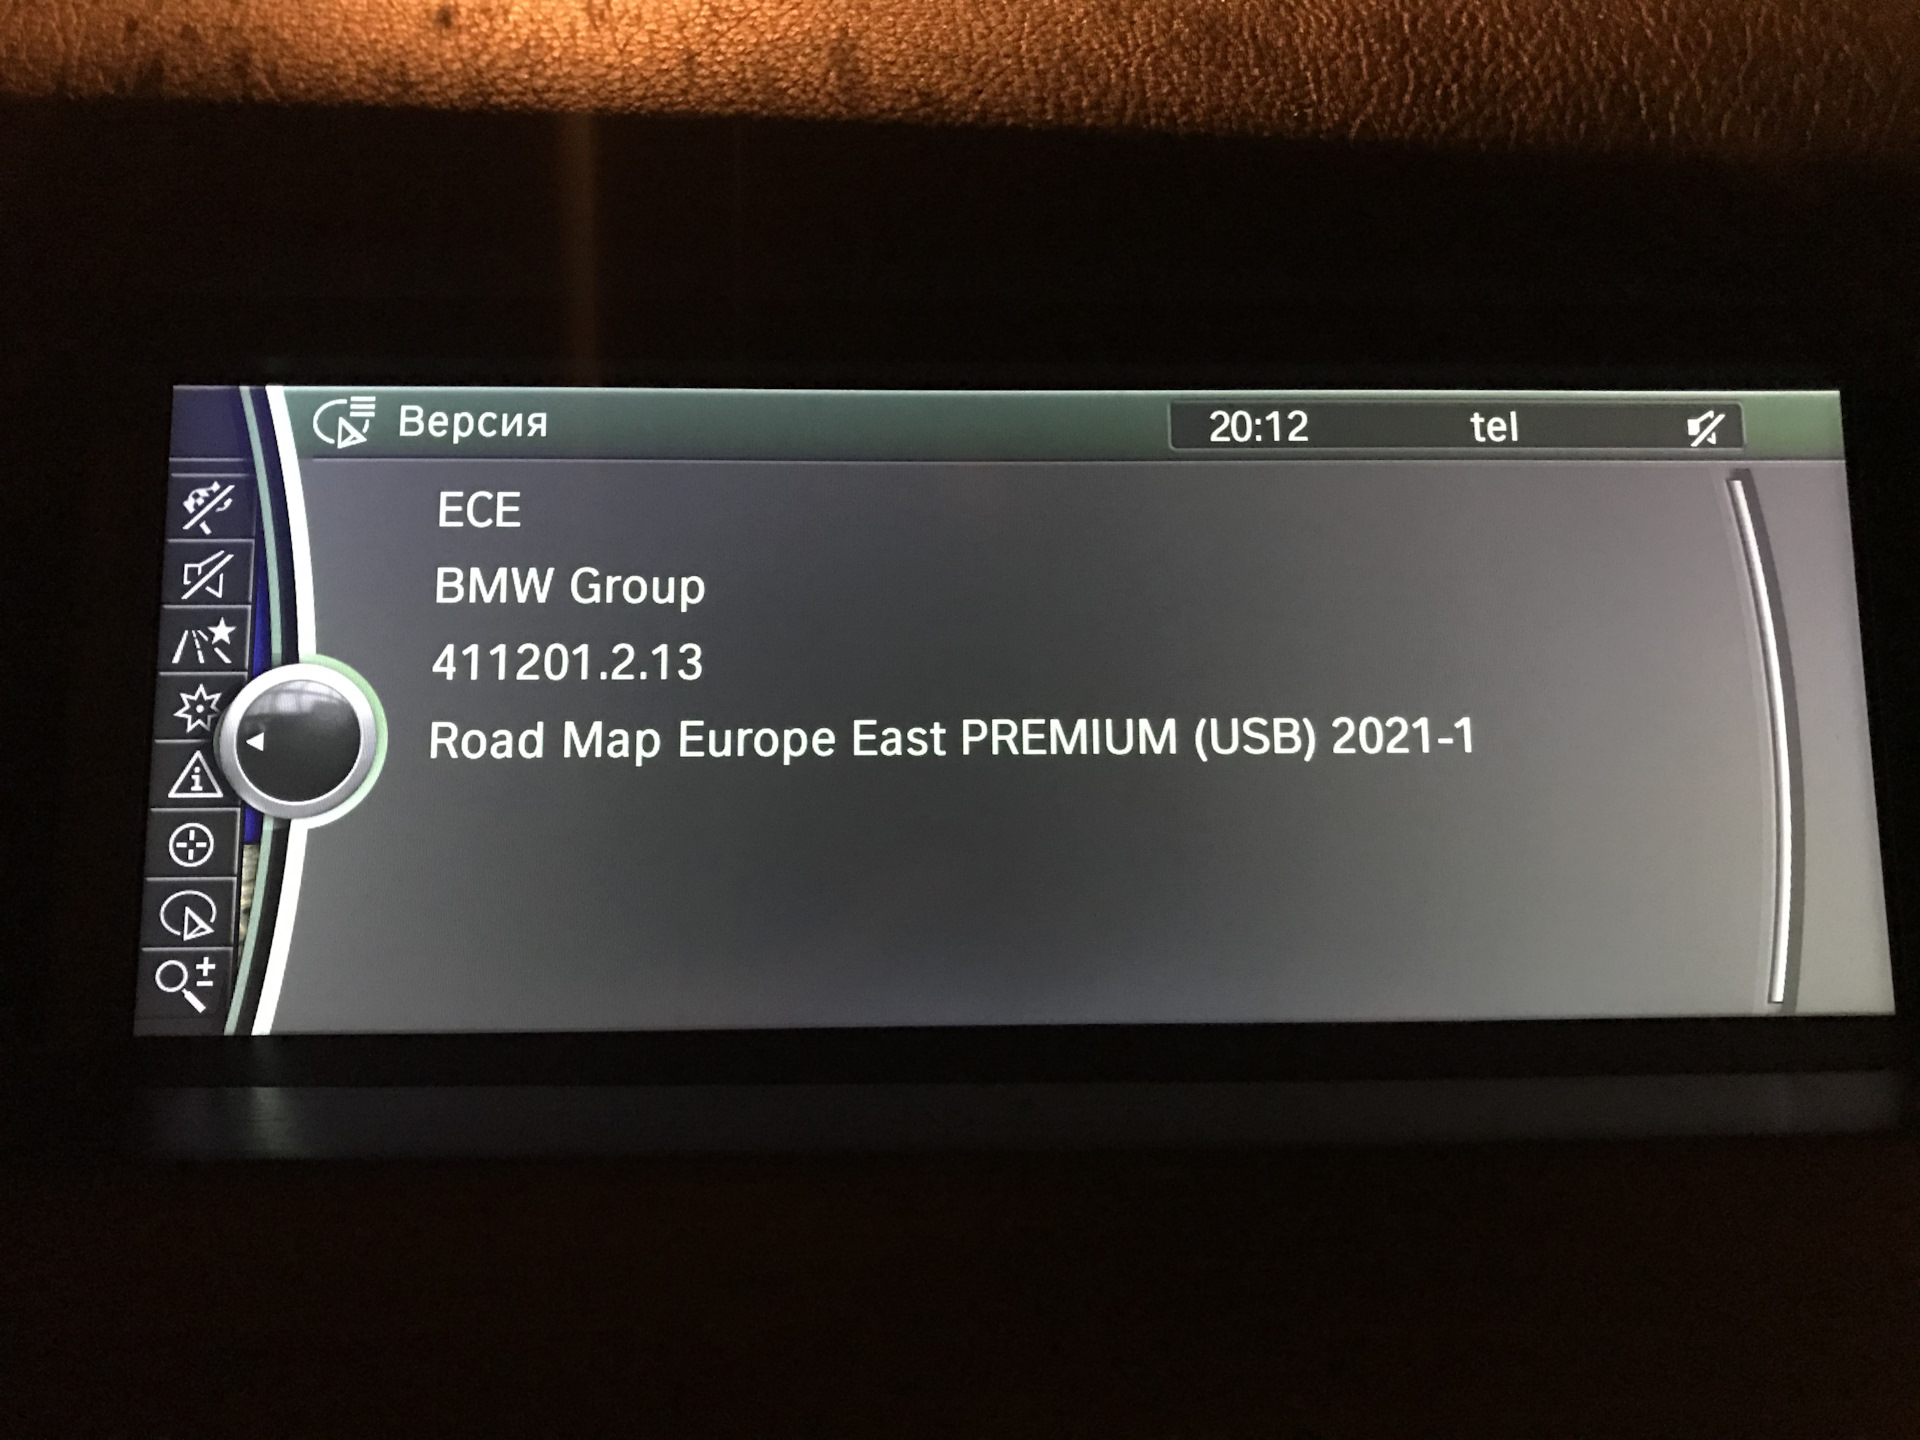 Версия
20:12 tel
ECE
BMW Group
411201.2.13
Road Map Europe East PREMIUM (USB) 2021-1